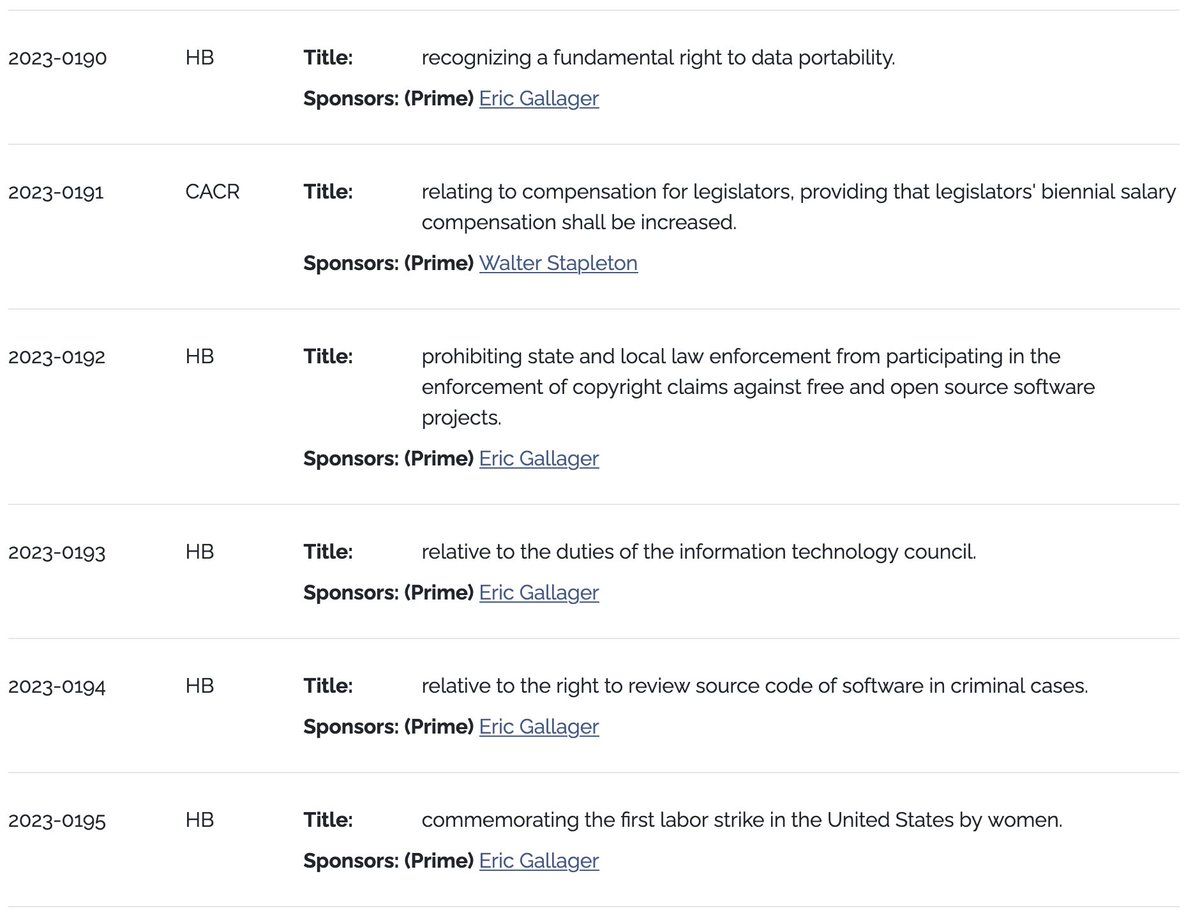 2023-0190 HB Title: recognizing a fundamental right to data portability.
Sponsors: (Prime) Eric Gallager
2023-0191 CACR Title: relating to compensation for legislators, providing that legislators' biennial salary
compensation shall be increased.
Sponsors: (Prime) Walter Stapleton
2023-0192 HB Title: prohibiting state and local law enforcement from participating in the
enforcement of copyright claims against free and open source software
projects.
Sponsors: (Prime) Eric Gallager
2023-0193 HB Title: relative to the duties of the information technology council.
Sponsors: (Prime) Eric Gallager
2023-0194 HB Title: relative to the right to review source code of software in criminal cases.
Sponsors: (Prime) Eric Gallager
2023-0195 HB Title: commemorating the first labor strike in the United States by women.
Sponsors: (Prime) Eric Gallager